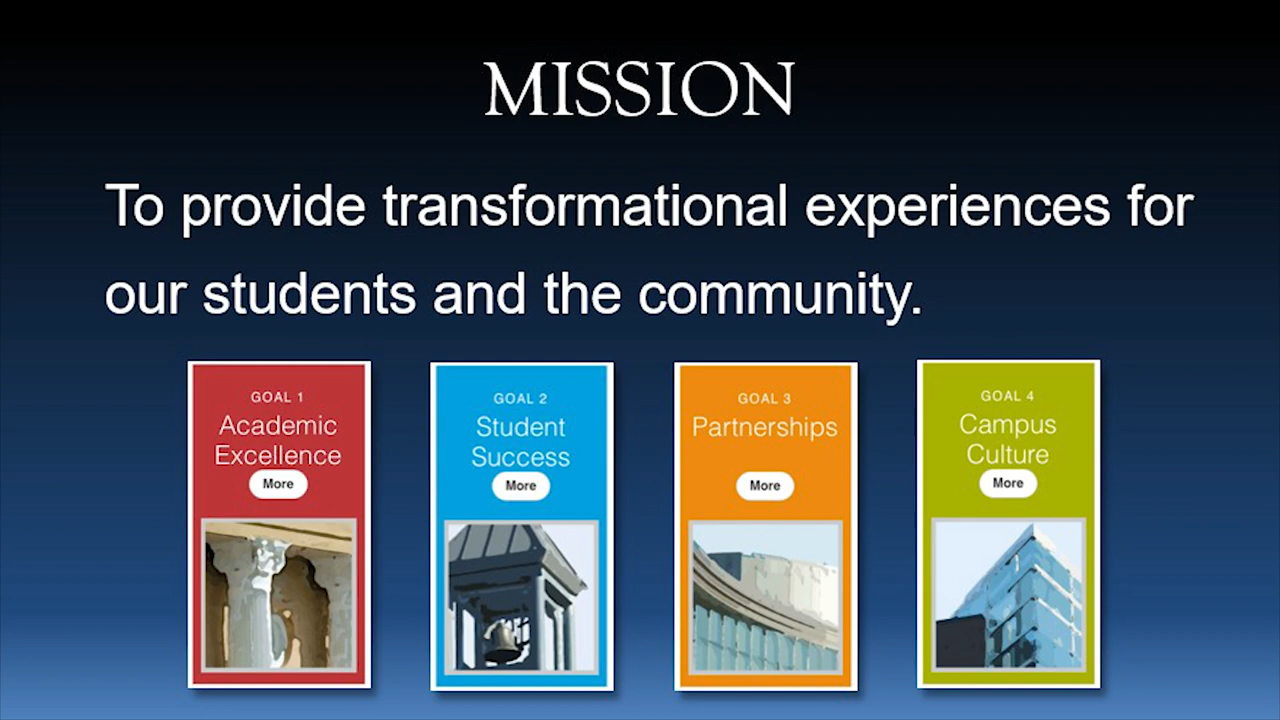 MISSION
To provide transformational experiences for
our students and the community.
GOAL 1
Academic
Excellence
More
GOAL 2
Student
Success
More
GOAL 3
Partnerships
More
GOAL 4
Campus
Culture
More